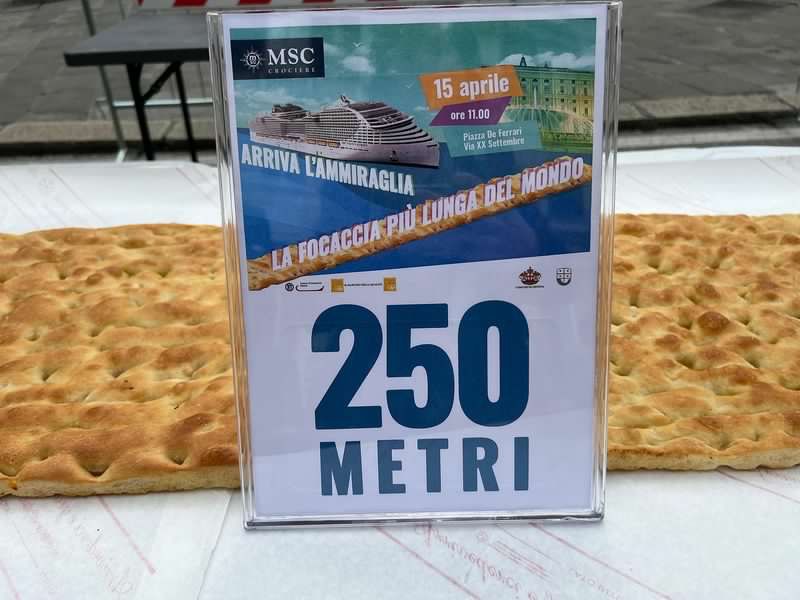 MSC
CROCIERE
15 aprile
ore 11.00
Piazza De Ferrari
Via XX Settembre
ARRIVA L'AMMIRAGLIA
LA FOCACCIA PIÙ LUNGA DEL MONDO
250
METRI